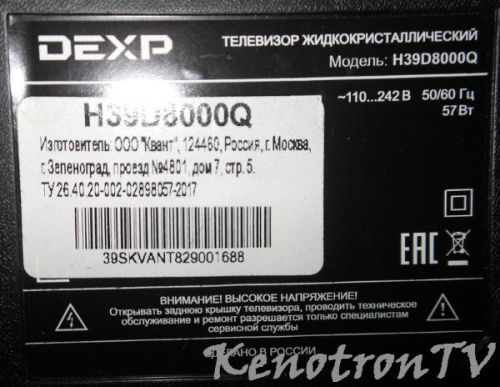 DEXP
ТЕЛЕВИЗОР ЖИДКОКРИСТАЛЛИЧЕСКИЙ
Модель: H39D8000Q
H39D8000Q
~110...242 В 50/60 Гц
57 Вт
Изготовитель: ООО "Квант", 124460, Россия, г. Москва,
г. Зеленоград, проезд №4801, дом 7, стр. 5.
ТУ 26.40.20-002-02898057-2017
39SKVANT829001688
EAC
ВНИМАНИЕ! ВЫСОКОЕ НАПРЯЖЕНИЕ!
Открывать заднюю крышку телевизора, проводить техническое
обслуживание и ремонт разрешается только специалистам
сервисной службы
СДЕЛАНО В РОССИИ
KenotronTV